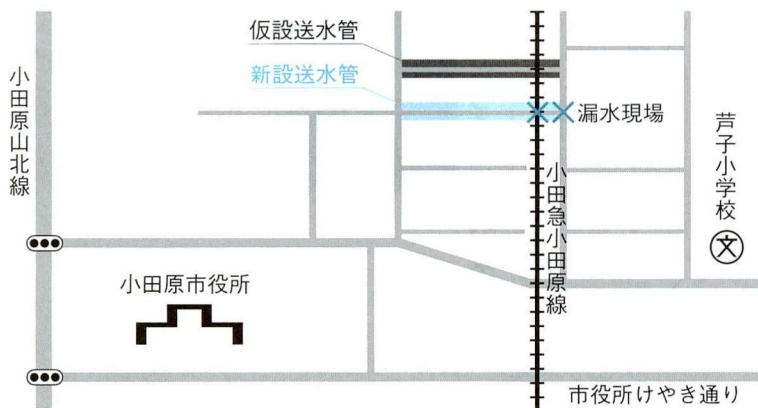 仮設送水管
新設送水管
小田原山北線
漏水現場
芦子小学校
文
小田急小田原線
小田原市役所
市役所けやき通り